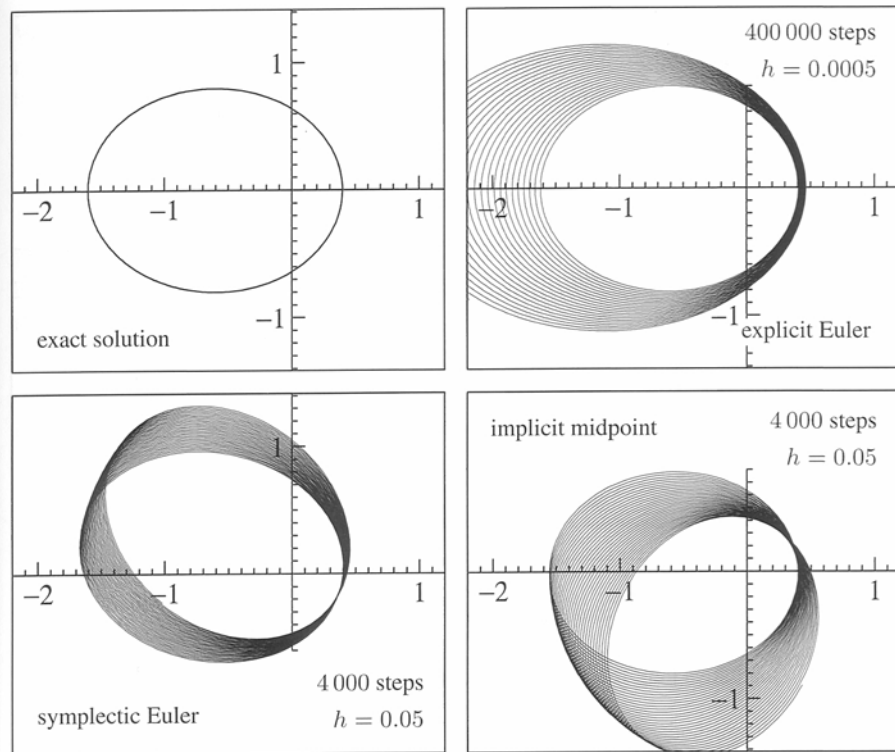 1
−2
−1
1
−1
exact solution
400 000 steps
h = 0.0005
−2
−1
1
−1
explicit Euler
1
−2
−1
1
4 000 steps
symplectic Euler
h = 0.05
implicit midpoint
4 000 steps
h = 0.05
−2
−1
1
−1